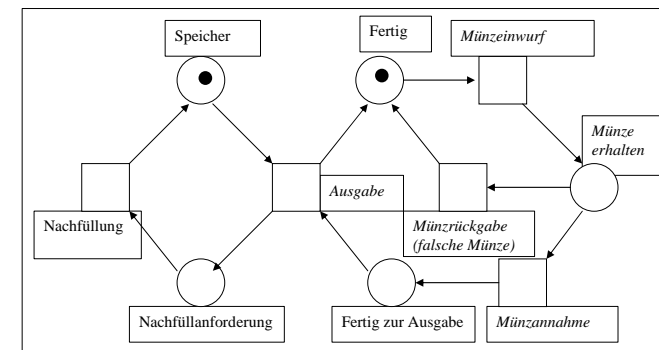 Speicher
Fertig
Münzeinwurf
Münze
erhalten
Ausgabe
Nachfüllung
Münzrückgabe
(falsche Münze)
Nachfüllanforderung
Fertig zur Ausgabe
Münzannahme